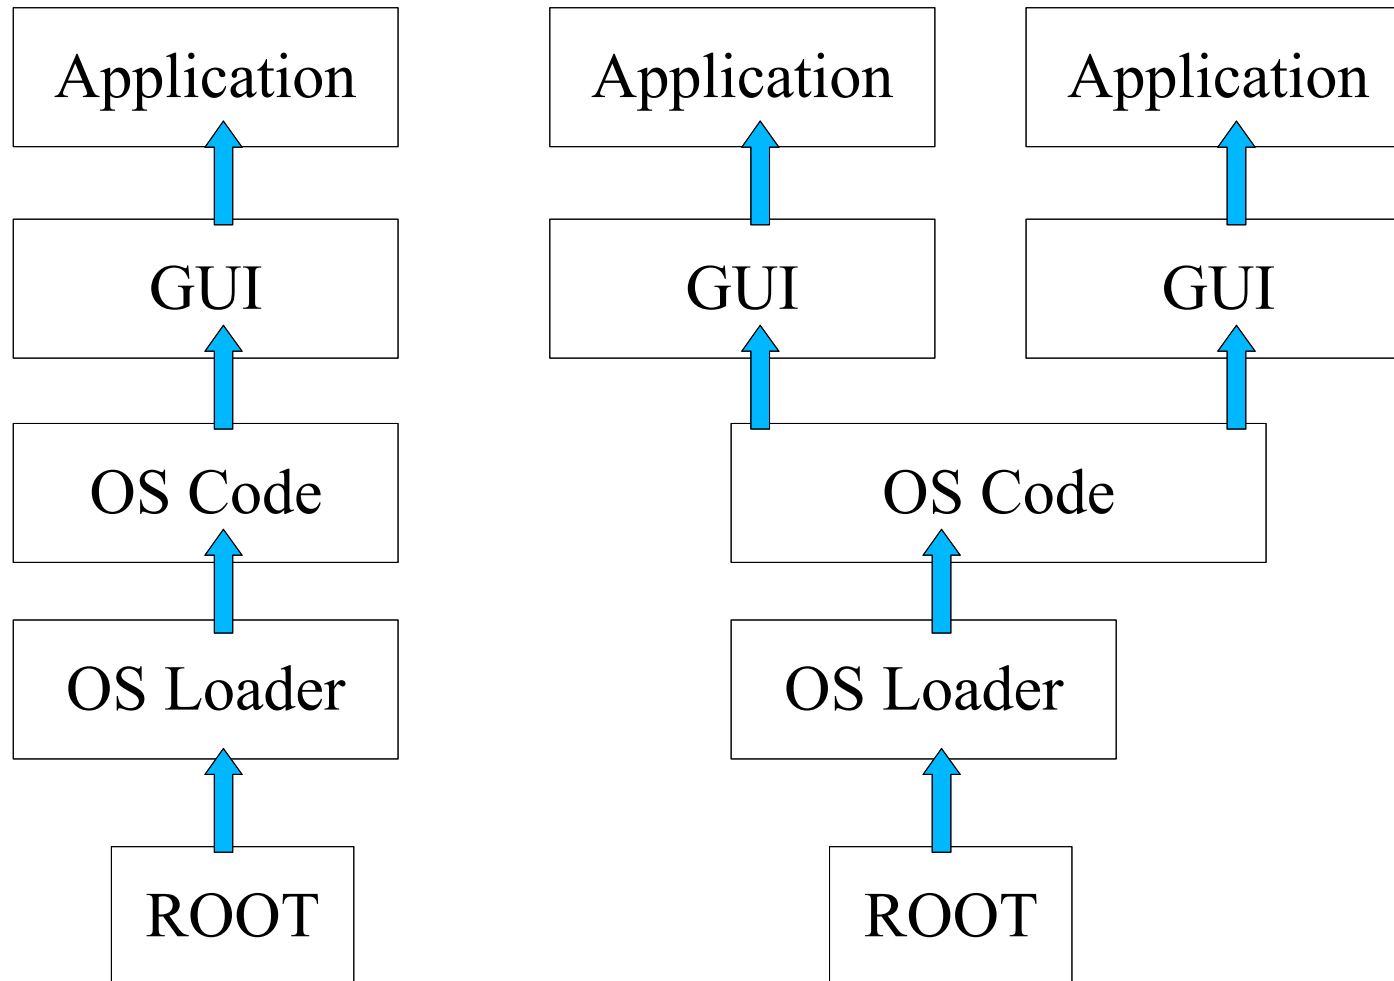 Application
Application
Application
GUI
GUI
GUI
OS Code
OS Code
OS Loader
OS Loader
ROOT
ROOT